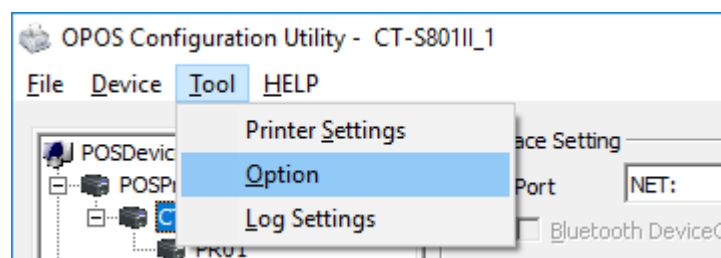 OPOS Configuration Utility - CT-S801II_1
File Device Tool HELP
Printer Settings
POSDevic
ace Setting
Option
POSPr
Port NET:
Log Settings
Bluetooth Device
PR01